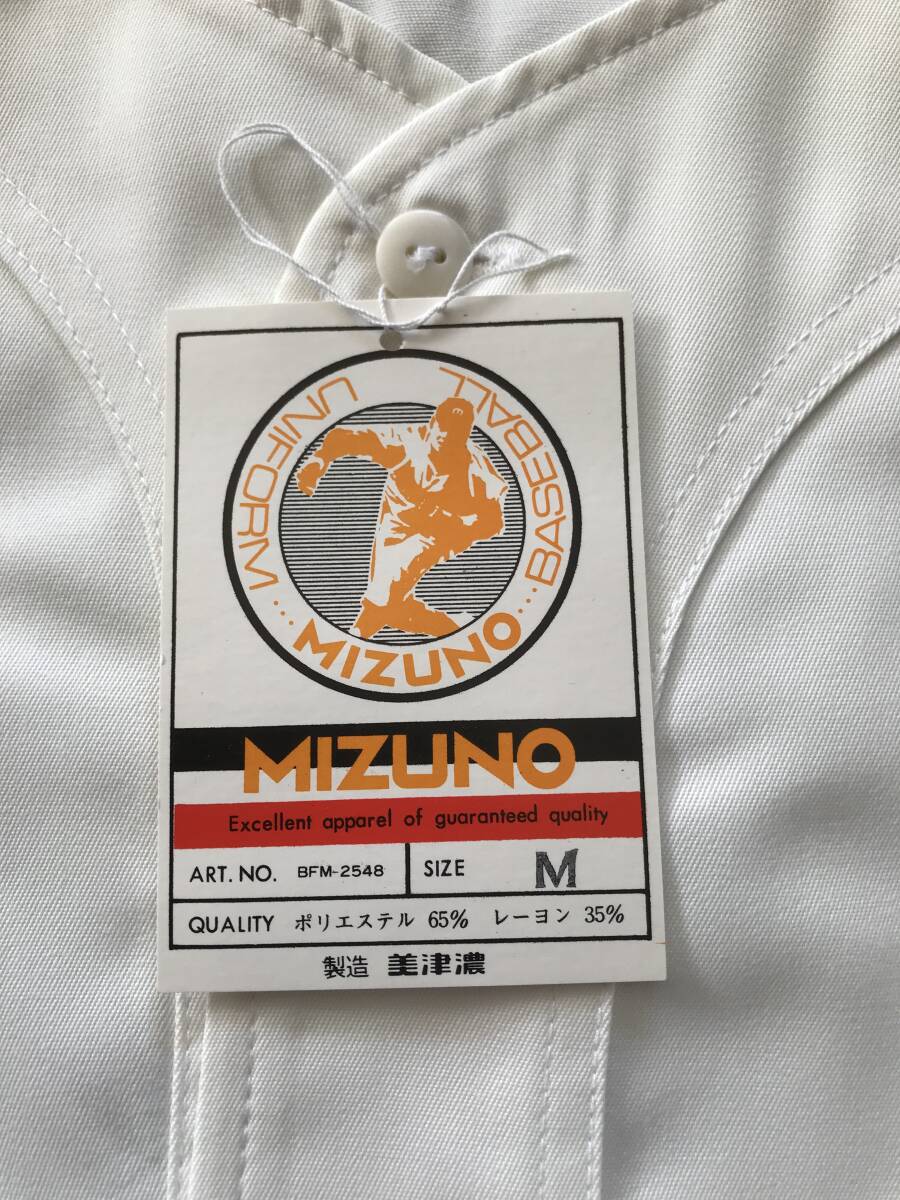 UNIFORM....MIZUNO....BASEBALL
MIZUNO
Excellent apparel of guaranteed quality
ART. NO. BFM-2548 SIZE M
QUALITY ポリエステル 65% レーヨン 35%
製造 美津濃